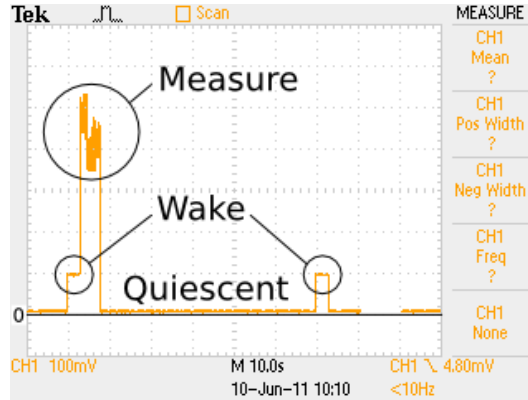 Tek
Scan
MEASURE
CH1
Mean
?
CH1
Pos Width
?
CH1
Neg Width
?
CH1
Freq
?
CH1
None
Measure
Wake
Quiescent
0
CH1 100mV
M 10.0s
CH1 \ 4.80mV
10-Jun-11 10:10
<10Hz